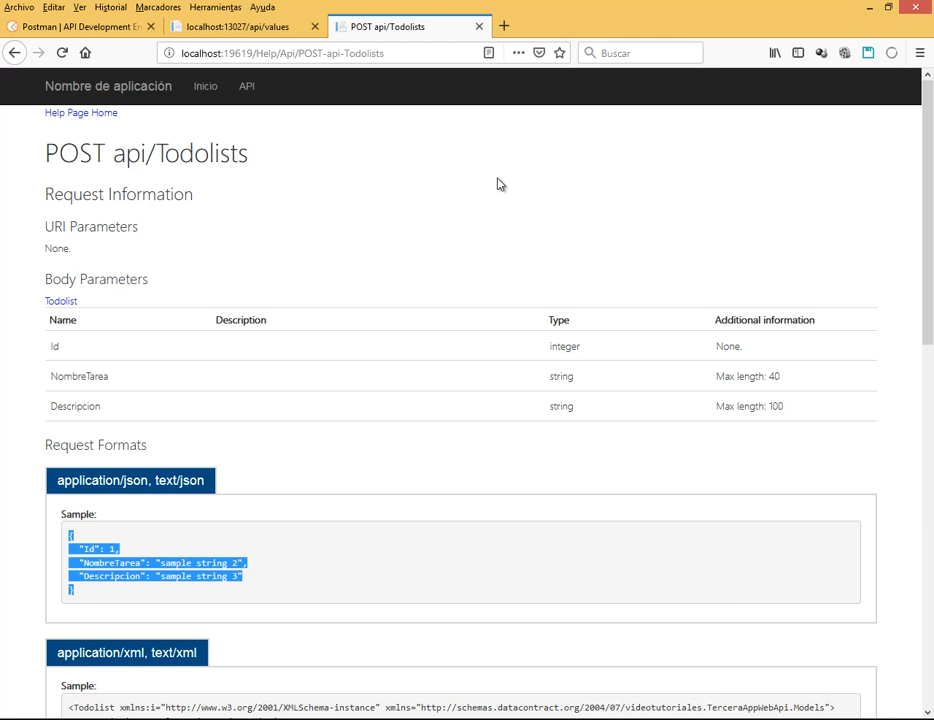 Archivo Editar Ver Historial Marcadores Herramientas Ayuda
Postman | API Development En
localhost:13027/api/values
POST api/Todolists
localhost:19619/Help/Api/POST-api-Todolists
Buscar
Nombre de aplicación Inicio API
Help Page Home
POST api/Todolists
Request Information
URI Parameters
None.
Body Parameters
Todolist
Name Description Type Additional information
Id integer None.
NombreTarea string Max length: 40
Descripcion string Max length: 100
Request Formats
application/json, text/json
Sample:
{
"Id": 1,
"NombreTarea": "sample string 2",
"Descripcion": "sample string 3"
}
application/xml, text/xml
Sample:
<Todolist xmlns:i="http://www.w3.org/2001/XMLSchema-instance" xmlns="http://schemas.datacontract.org/2004/07/videotutoriales.TerceraAppWebApi.Models">